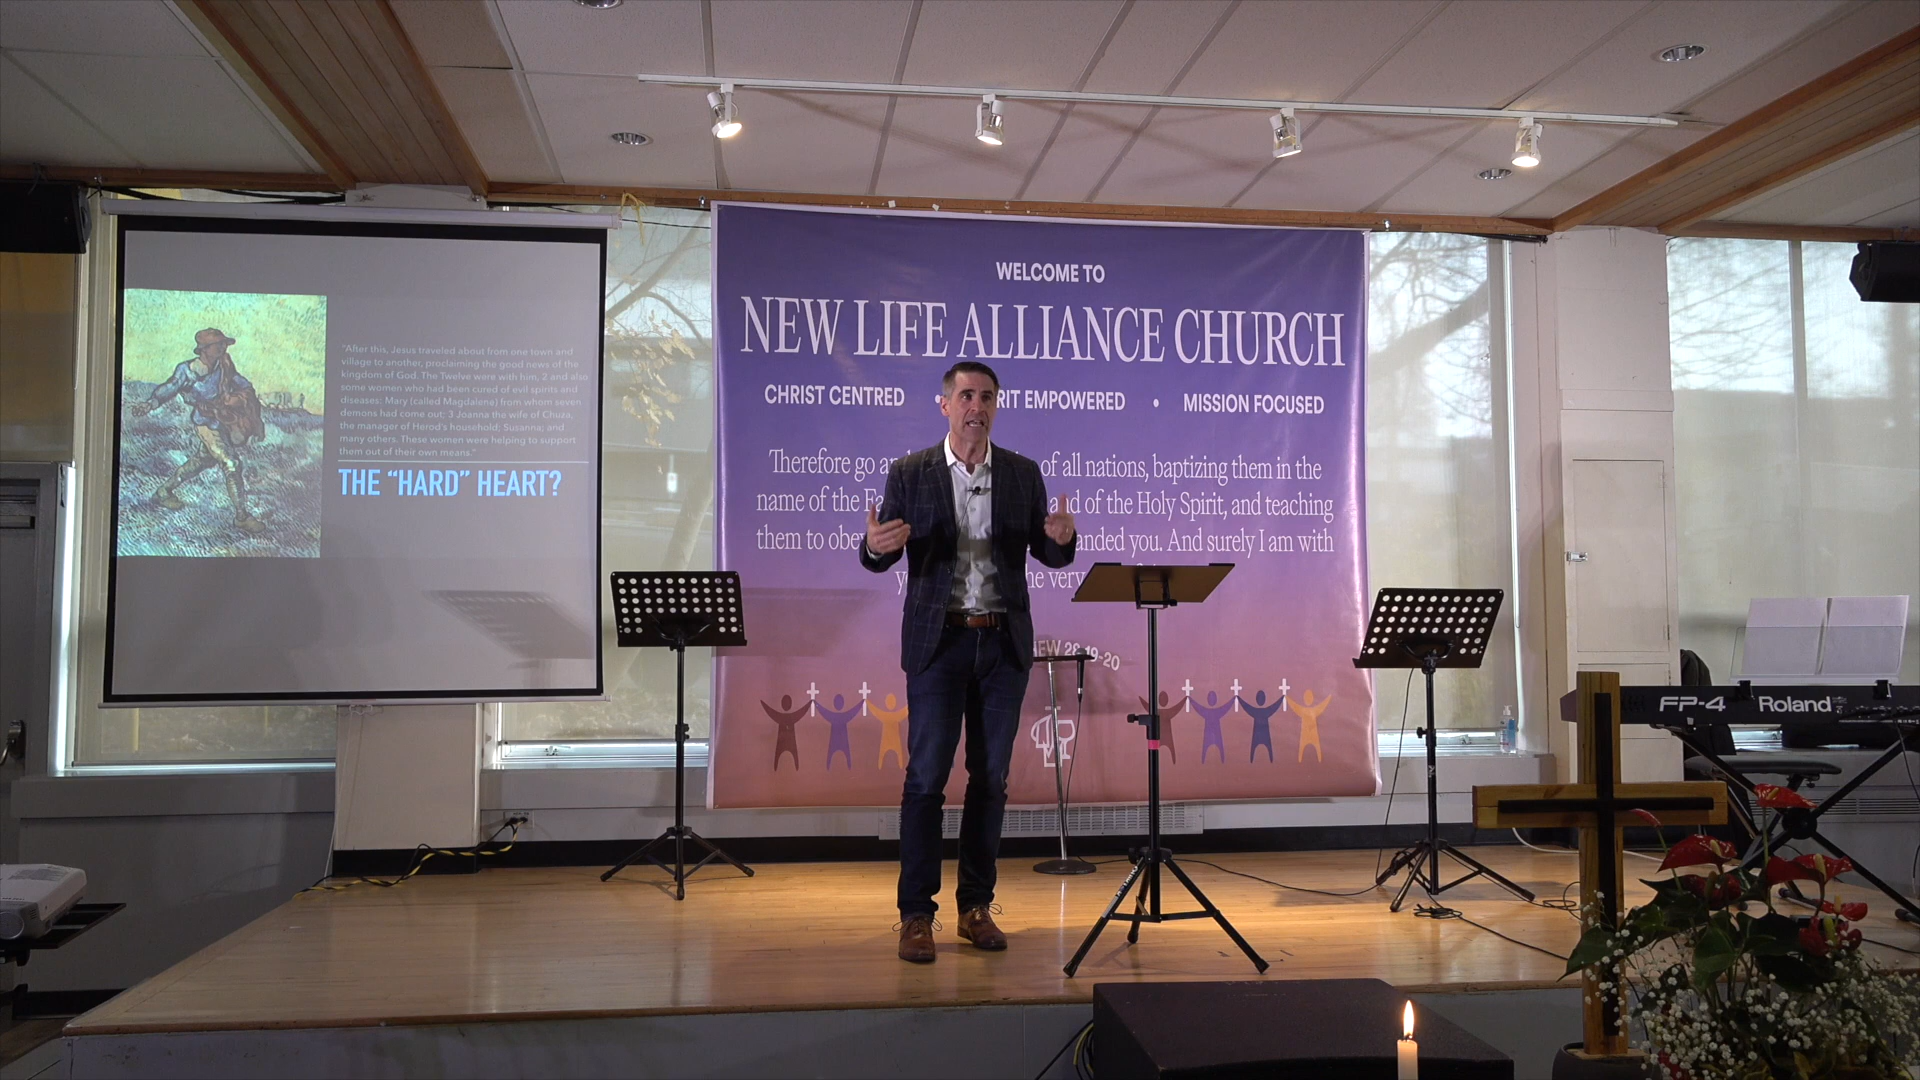 "After this, Jesus traveled about from one town and
village to another, proclaiming the good news of the
kingdom of God. The Twelve were with him, 2 and also
some women who had been cured of evil spirits and
diseases: Mary (called Magdalene) from whom seven
demons had come out; 3 Joanna the wife of Chuza,
the manager of Herod's household; Susanna; and
many others. These women were helping to support
them out of their own means."
THE "HARD" HEART?
WELCOME TO
NEW LIFE ALLIANCE CHURCH
CHRIST CENTRED • RIT EMPOWERED • MISSION FOCUSED
Therefore go an of all nations, baptizing them in the
name of the Fa and of the Holy Spirit, and teaching
them to obey anded you. And surely I am with
y he very
HEW 28:19-20
FP-4 Roland